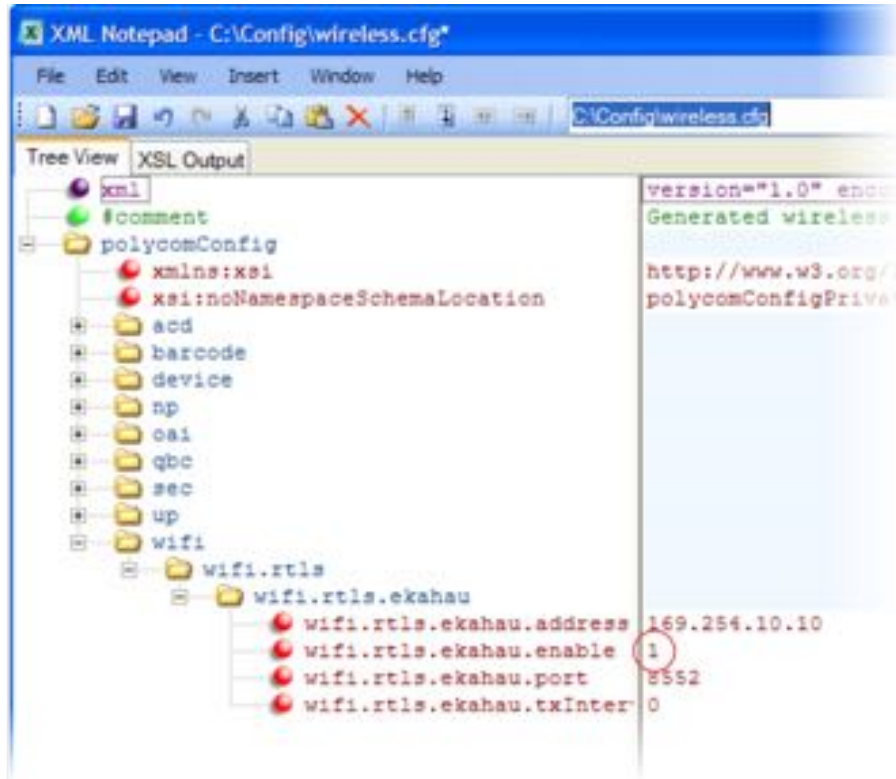 XML Notepad - C:\Config\wireless.cfg*
File Edit View Insert Window Help
C:\Config\wireless.cfg
Tree View XSL Output
xml version="1.0" enco
#comment Generated wireless
polycomConfig
xmlns:xsi http://www.w3.org/
xsi:noNamespaceSchemaLocation polycomConfigPriva
acd
barcode
device
np
oai
qbc
sec
up
wifi
wifi.rtls
wifi.rtls.ekahau
wifi.rtls.ekahau.address 169.254.10.10
wifi.rtls.ekahau.enable 1
wifi.rtls.ekahau.port 8552
wifi.rtls.ekahau.txInter 0